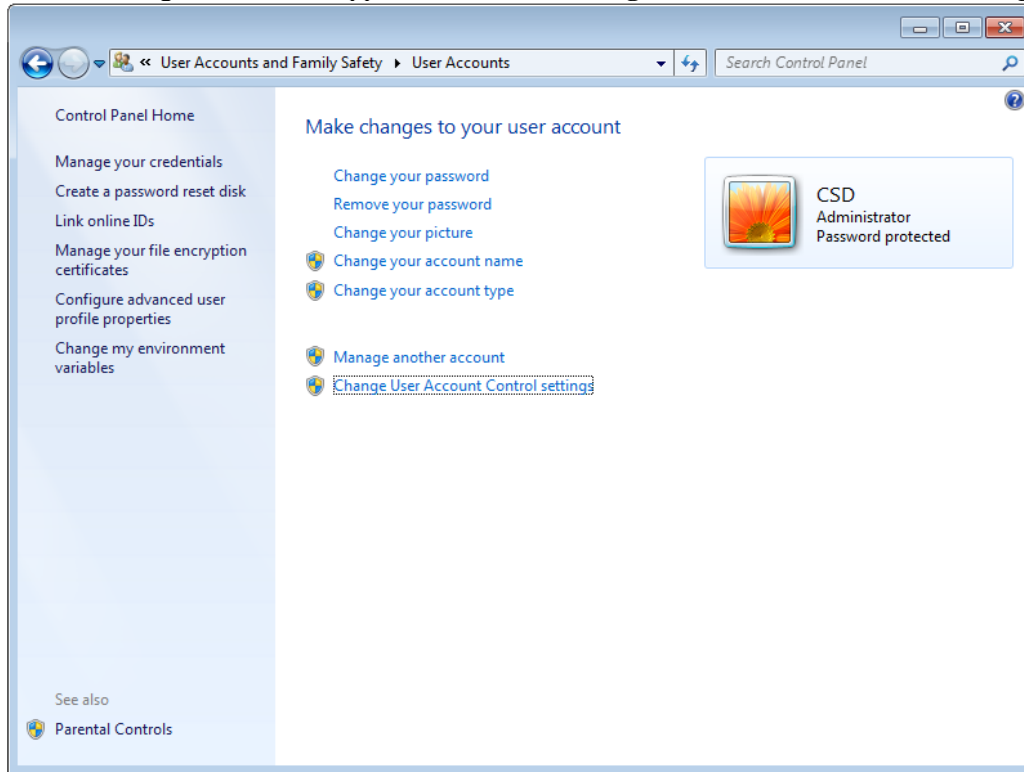 « User Accounts and Family Safety ▸ User Accounts
Search Control Panel
Control Panel Home
Manage your credentials
Create a password reset disk
Link online IDs
Manage your file encryption
certificates
Configure advanced user
profile properties
Change my environment
variables
See also
Parental Controls
Make changes to your user account
Change your password
Remove your password
Change your picture
Change your account name
Change your account type
Manage another account
Change User Account Control settings
CSD
Administrator
Password protected